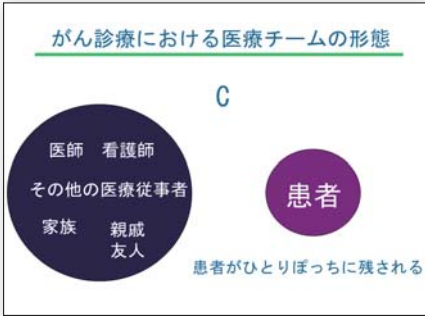 がん診療における医療チームの形態
C
医師 看護師
その他の医療従事者
家族 親戚
友人
患者
患者がひとりぽっちに残される